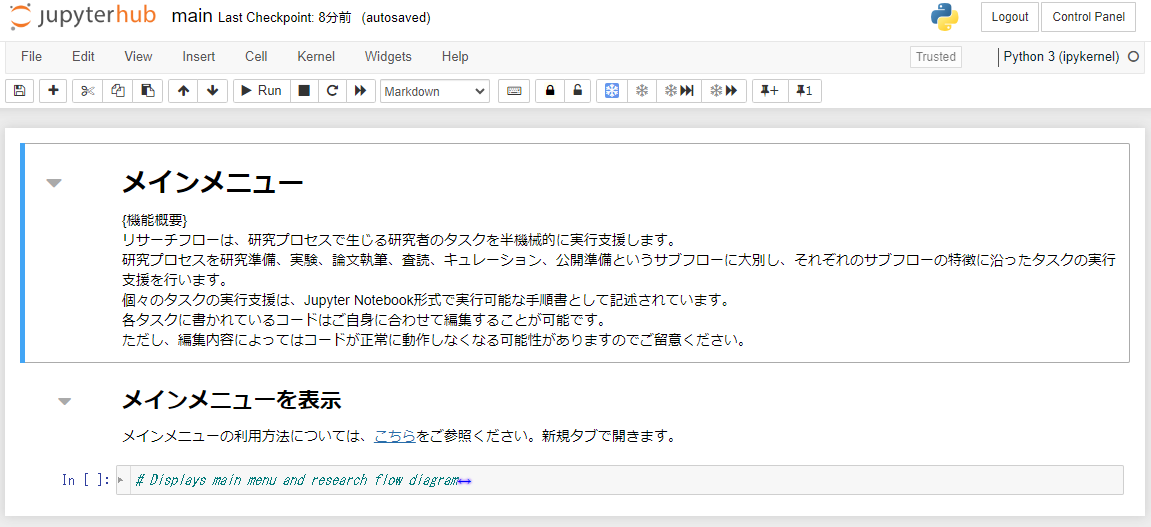 jupyterhub main Last Checkpoint: 8分前 (autosaved) Logout Control Panel
File Edit View Insert Cell Kernel Widgets Help Trusted Python 3 (ipykernel)
Run Markdown + 1
メインメニュー
{機能概要}
リサーチフローは、研究プロセスで生じる研究者のタスクを半機械的に実行支援します。
研究プロセスを研究準備、実験、論文執筆、査読、キュレーション、公開準備というサブフローに大別し、それぞれのサブフローの特徴に沿ったタスクの実行
支援を行います。
個々のタスクの実行支援は、Jupyter Notebook形式で実行可能な手順書として記述されています。
各タスクに書かれているコードはご自身に合わせて編集することが可能です。
ただし、編集内容によってはコードが正常に動作しなくなる可能性がありますのでご留意ください。
メインメニューを表示
メインメニューの利用方法については、こちらをご参照ください。新規タブで開きます。
In [ ]: # Displays main menu and research flow diagram↔